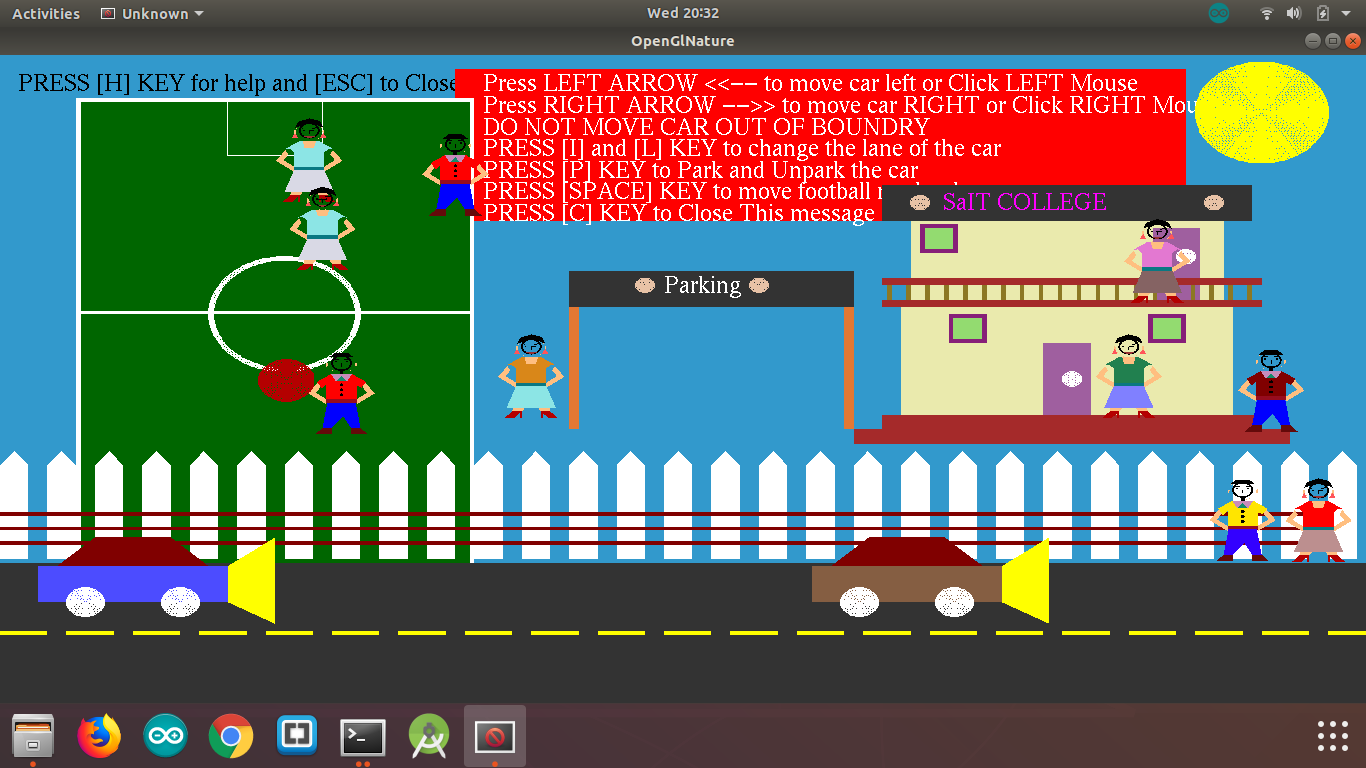 Activities
Unknown
Wed 20:32
OpenGlNature
PRESS [H] KEY for help and [ESC] to Close
Press LEFT ARROW <<−− to move car left or Click LEFT Mouse
Press RIGHT ARROW −−>> to move car RIGHT or Click RIGHT Mou
DO NOT MOVE CAR OUT OF BOUNDRY
PRESS [I] and [L] KEY to change the lane of the car
PRESS [P] KEY to Park and Unpark the car
PRESS [SPACE] KEY to move football
PRESS [C] KEY to Close This message
SaIT COLLEGE
Parking